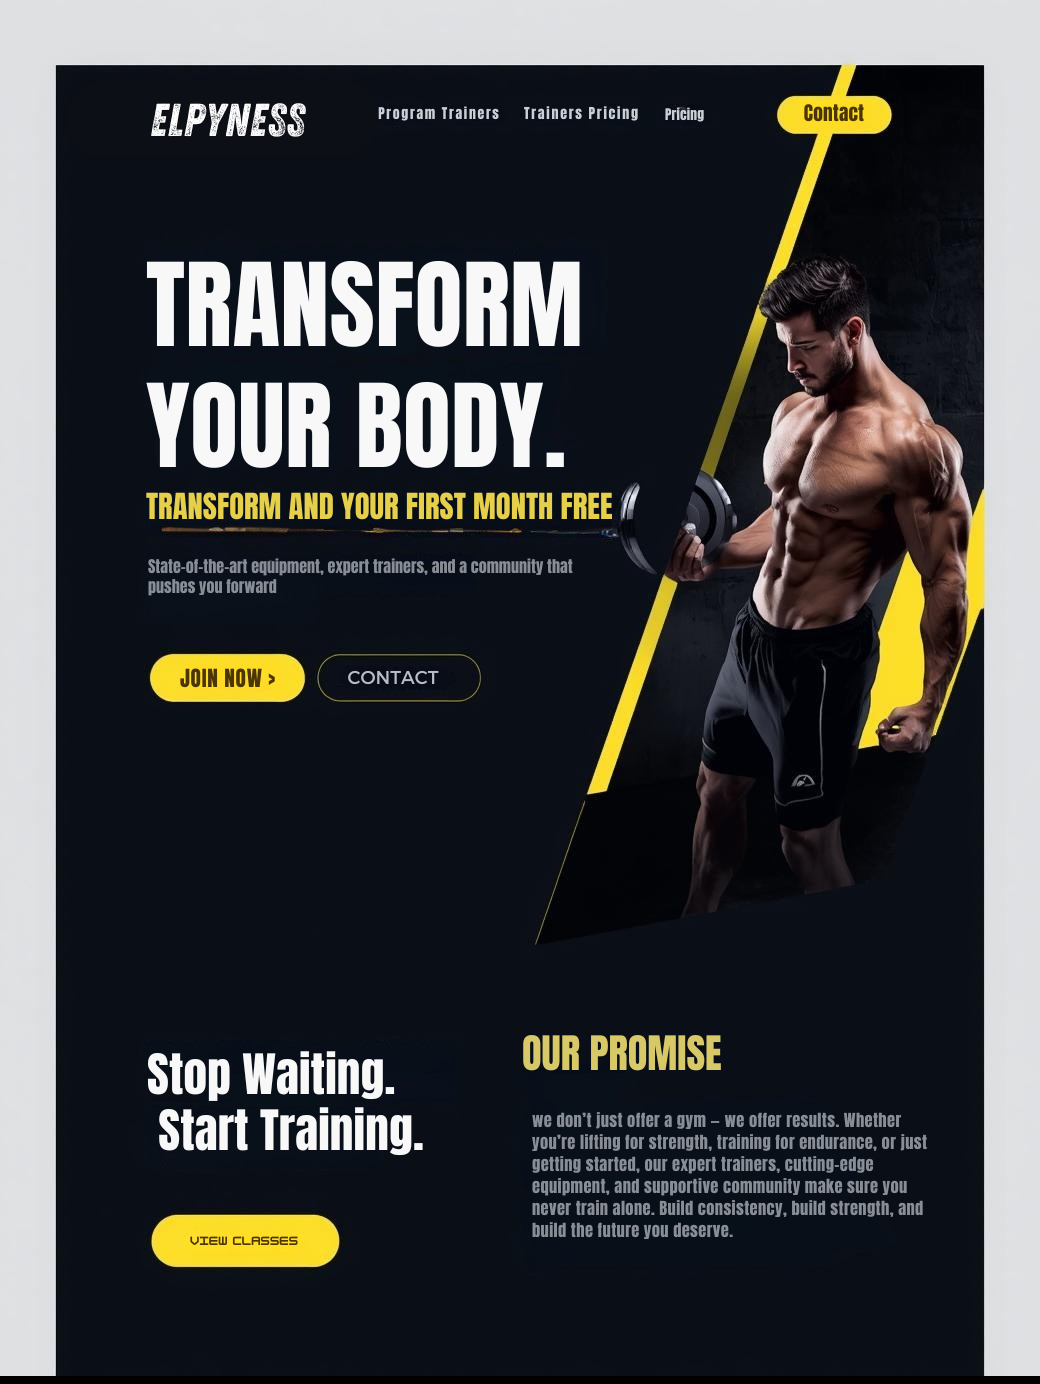 ELPYNESS
Program Trainers Trainers Pricing Pricing Contact
TRANSFORM
YOUR BODY.
TRANSFORM AND YOUR FIRST MONTH FREE
State-of-the-art equipment, expert trainers, and a community that
pushes you forward
JOIN NOW > CONTACT
Stop Waiting.
Start Training.
VIEW CLASSES
OUR PROMISE
we don’t just offer a gym – we offer results. Whether
you’re lifting for strength, training for endurance, or just
getting started, our expert trainers, cutting-edge
equipment, and supportive community make sure you
never train alone. Build consistency, build strength, and
build the future you deserve.